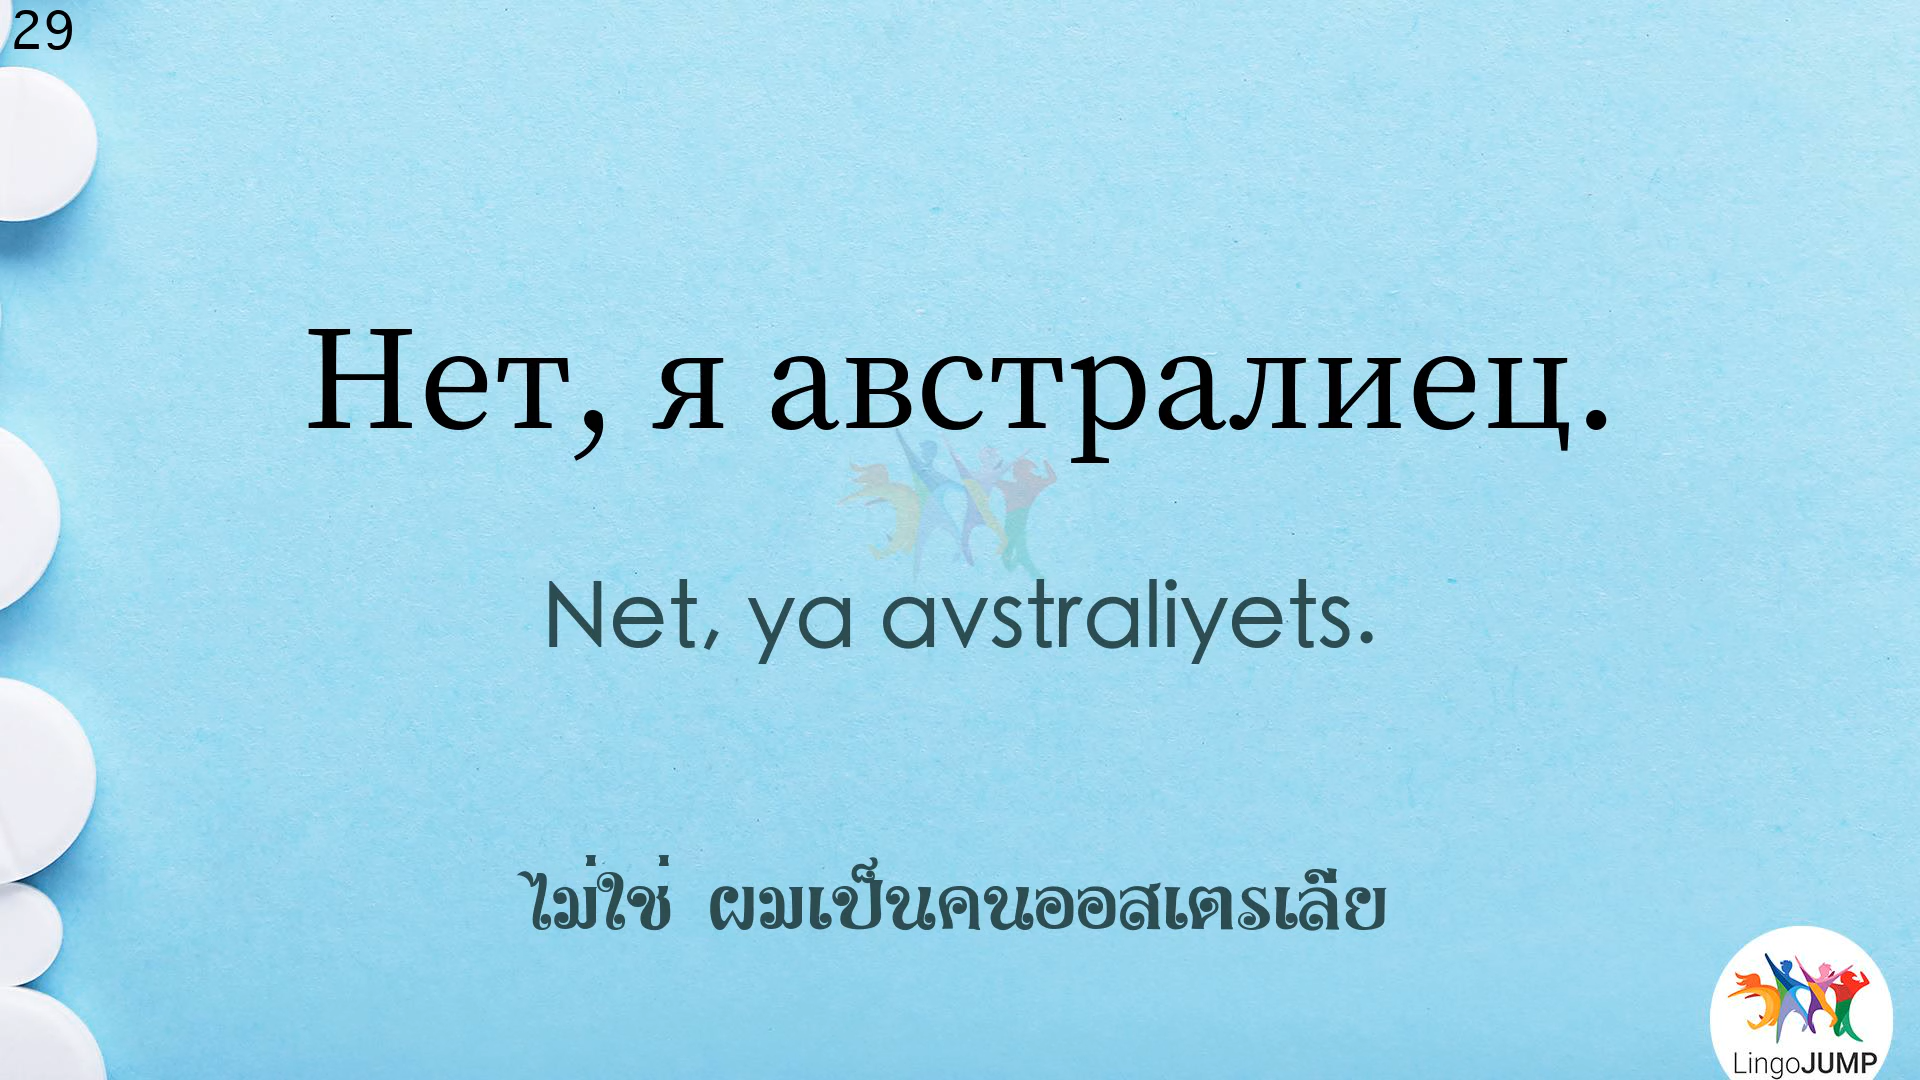 29
Нет, я австралиец.
Net, ya avstraliyets.
ไม่ใช่ ผมเป็นคนออสเตรเลีย
LingoJUMP